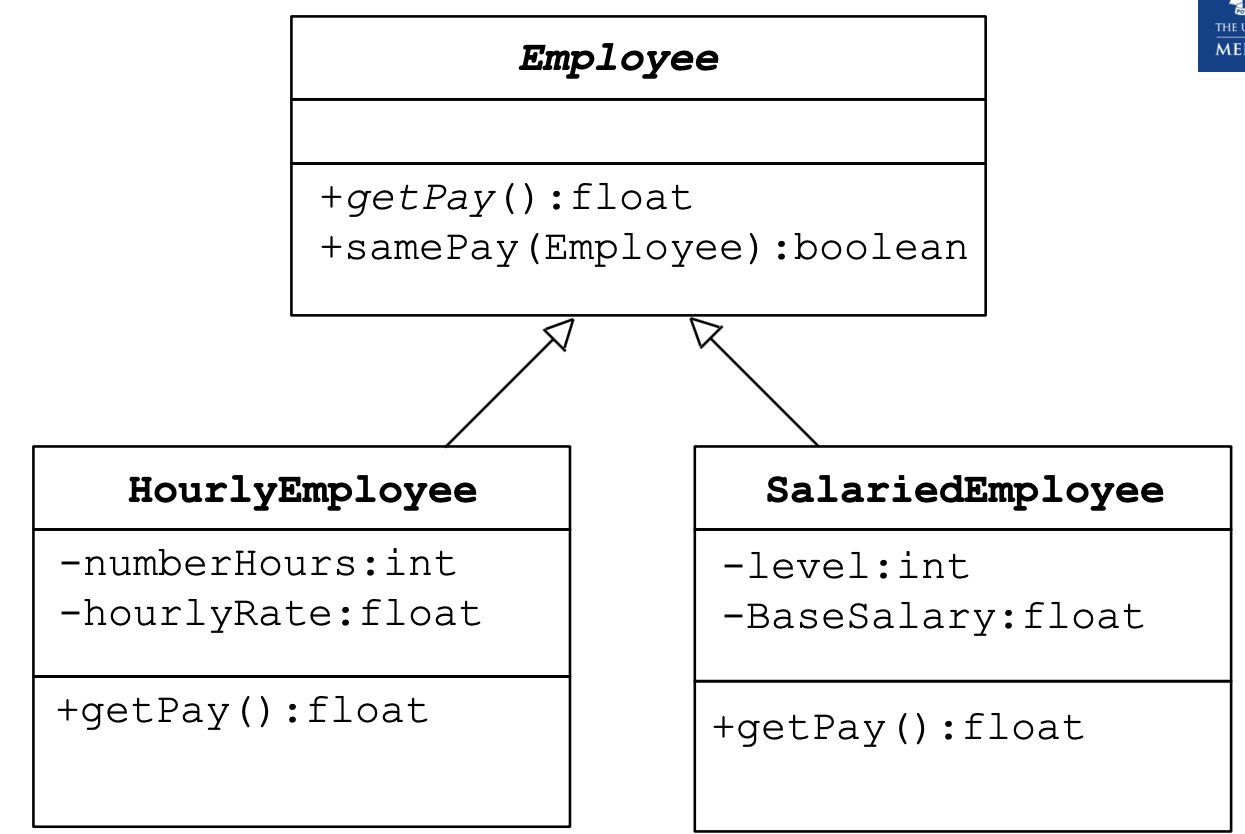 Employee
+getPay():float
+samePay(Employee):boolean
HourlyEmployee
-numberHours:int
-hourlyRate:float
+getPay():float
SalariedEmployee
-level:int
-BaseSalary:float
+getPay():float
THE